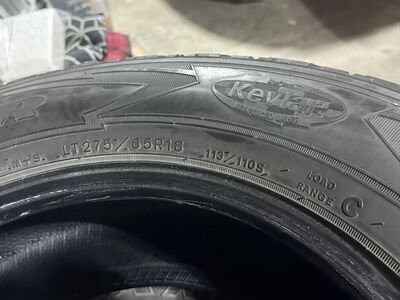 Kevlar
R
M+S. LT275/65R18 113/110S LOAD
RANGE C